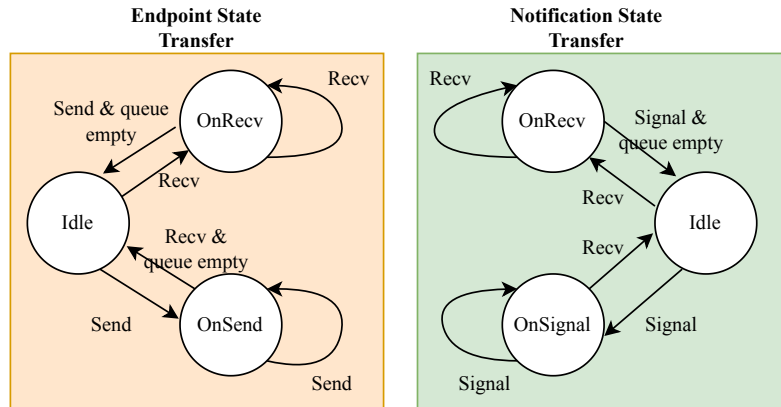 Endpoint State
Transfer
Recv
Send & queue
empty
OnRecv
Recv
Idle
Recv &
queue empty
OnSend
Send
Send
Notification State
Transfer
Recv
OnRecv
Signal &
queue empty
Recv
Idle
Recv
OnSignal
Signal
Signal